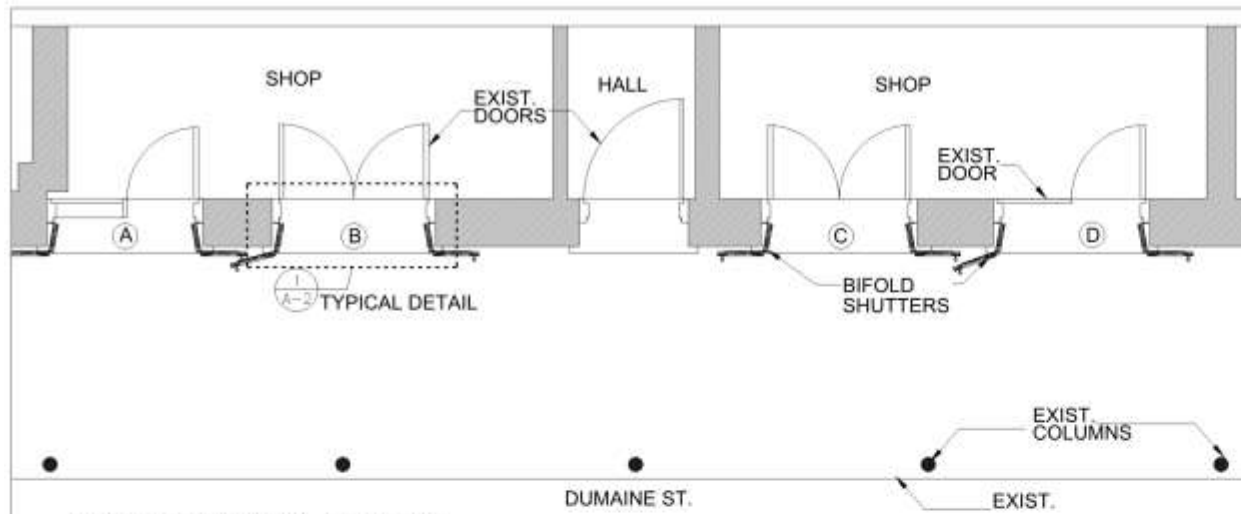 SHOP
HALL
SHOP
EXIST.
DOORS
EXIST.
DOOR
A
B
C
D
1
A-2
TYPICAL DETAIL
BIFOLD
SHUTTERS
EXIST.
COLUMNS
DUMAINE ST.
EXIST.